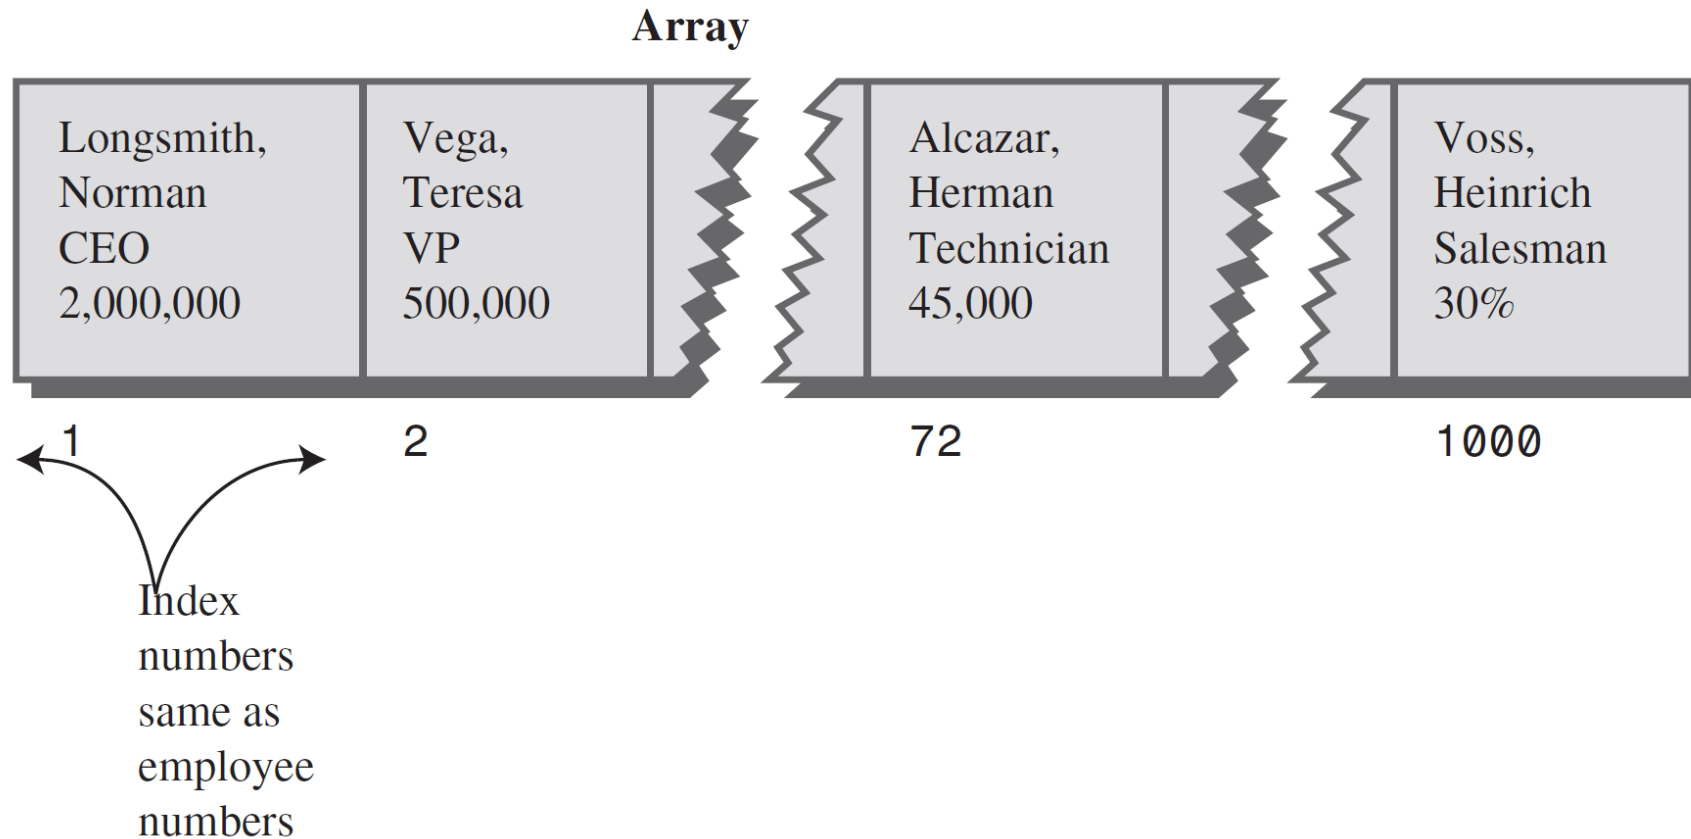 Array
Longsmith,
Norman
CEO
2,000,000
Vega,
Teresa
VP
500,000
Alcazar,
Herman
Technician
45,000
Voss,
Heinrich
Salesman
30%
1
2
72
1000
Index
numbers
same as
employee
numbers